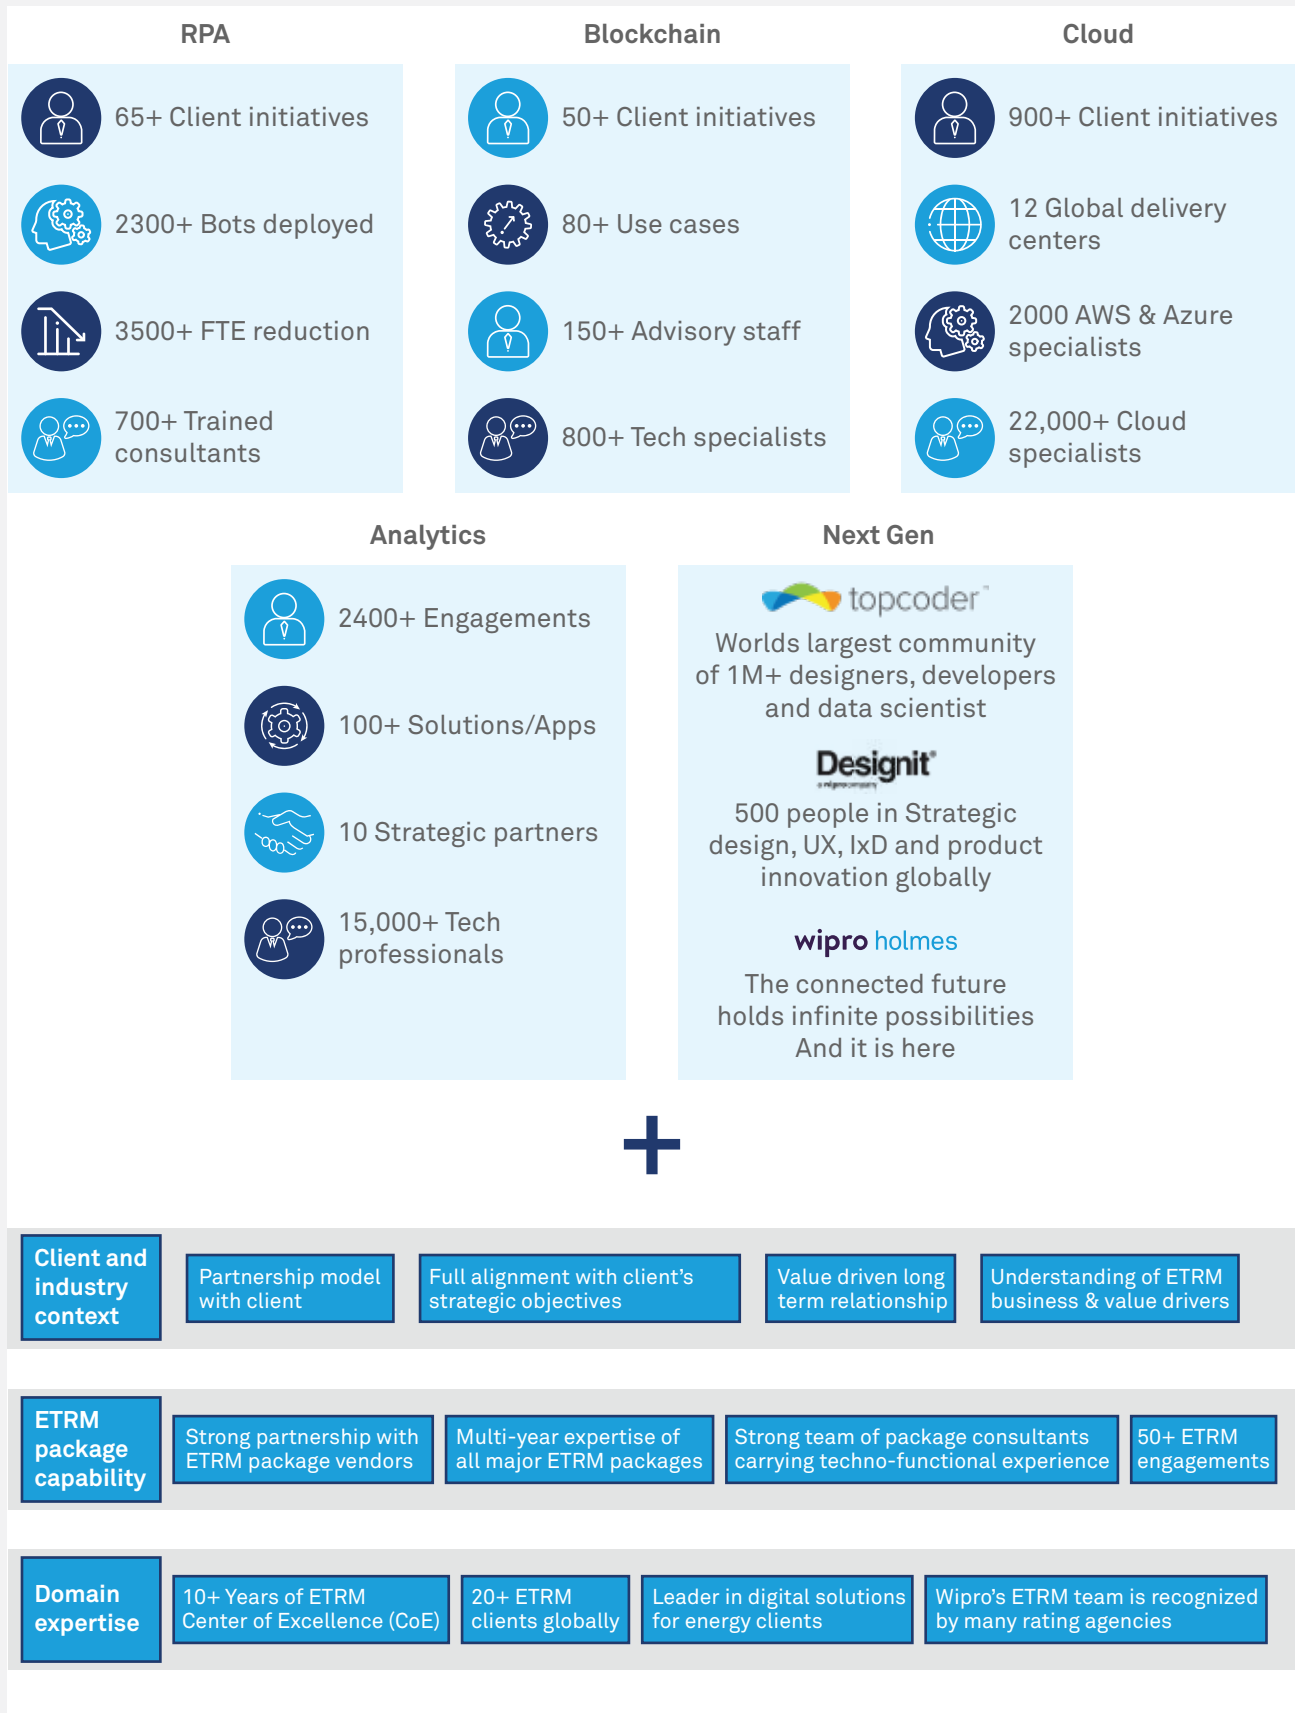 RPA
65+ Client initiatives
2300+ Bots deployed
3500+ FTE reduction
700+ Trained
consultants
Blockchain
50+ Client initiatives
80+ Use cases
150+ Advisory staff
800+ Tech specialists
Cloud
900+ Client initiatives
12 Global delivery
centers
2000 AWS & Azure
specialists
22,000+ Cloud
specialists
Analytics
2400+ Engagements
100+ Solutions/Apps
10 Strategic partners
15,000+ Tech
professionals
Next Gen
topcoder™
Worlds largest community
of 1M+ designers, developers
and data scientist
Designit®
a wipro company
500 people in Strategic
design, UX, IxD and product
innovation globally
wipro holmes
The connected future
holds infinite possibilities
And it is here
+
Client and
industry
context
Partnership model
with client
Full alignment with client's
strategic objectives
Value driven long
term relationship
Understanding of ETRM
business & value drivers
ETRM
package
capability
Strong partnership with
ETRM package vendors
Multi-year expertise of
all major ETRM packages
Strong team of package consultants
carrying techno-functional experience
50+ ETRM
engagements
Domain
expertise
10+ Years of ETRM
Center of Excellence (CoE)
20+ ETRM
clients globally
Leader in digital solutions
for energy clients
Wipro's ETRM team is recognized
by many rating agencies